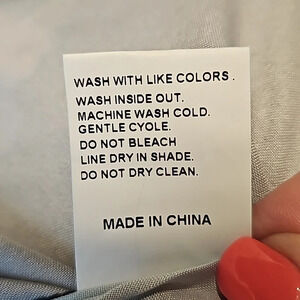 WASH WITH LIKE COLORS .
WASH INSIDE OUT.
MACHINE WASH COLD.
GENTLE CYOLE.
DO NOT BLEACH
LINE DRY IN SHADE.
DO NOT DRY CLEAN.
MADE IN CHINA